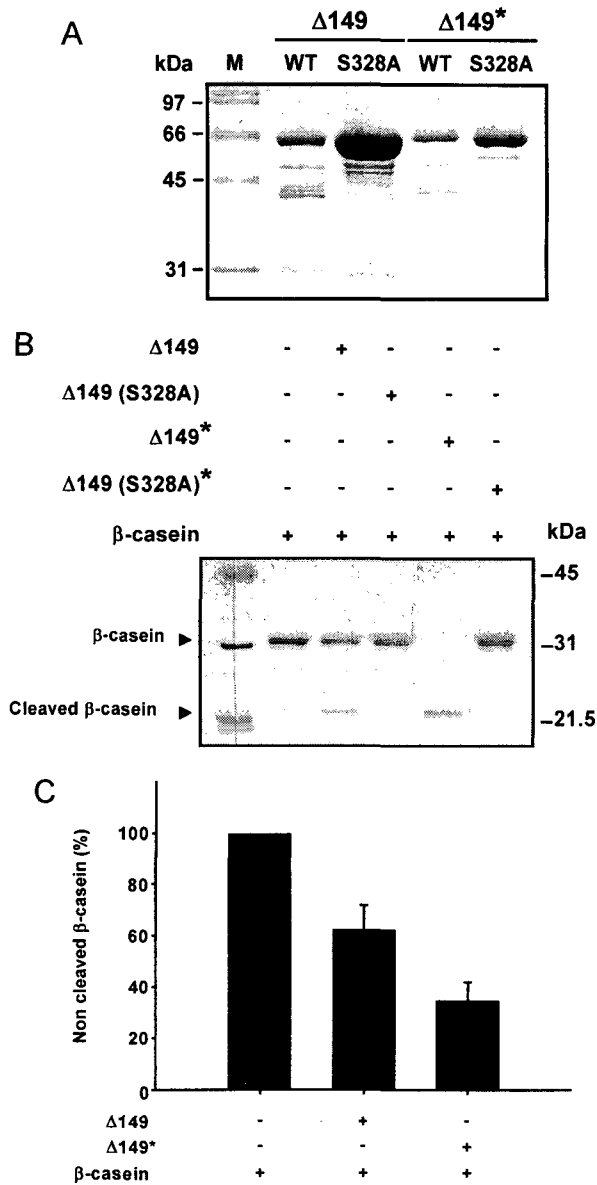 A
Δ149 Δ149*
kDa M WT S328A WT S328A
97
66
45
31
B
Δ149 - + - - -
Δ149 (S328A) - - + - -
Δ149* - - - + -
Δ149 (S328A)* - - - - +
β-casein + + + + + kDa
45
β-casein 31
Cleaved β-casein 21.5
C
Non cleaved β-casein (%)
100
80
60
40
20
0
Δ149 - + -
Δ149* - - +
β-casein + + +